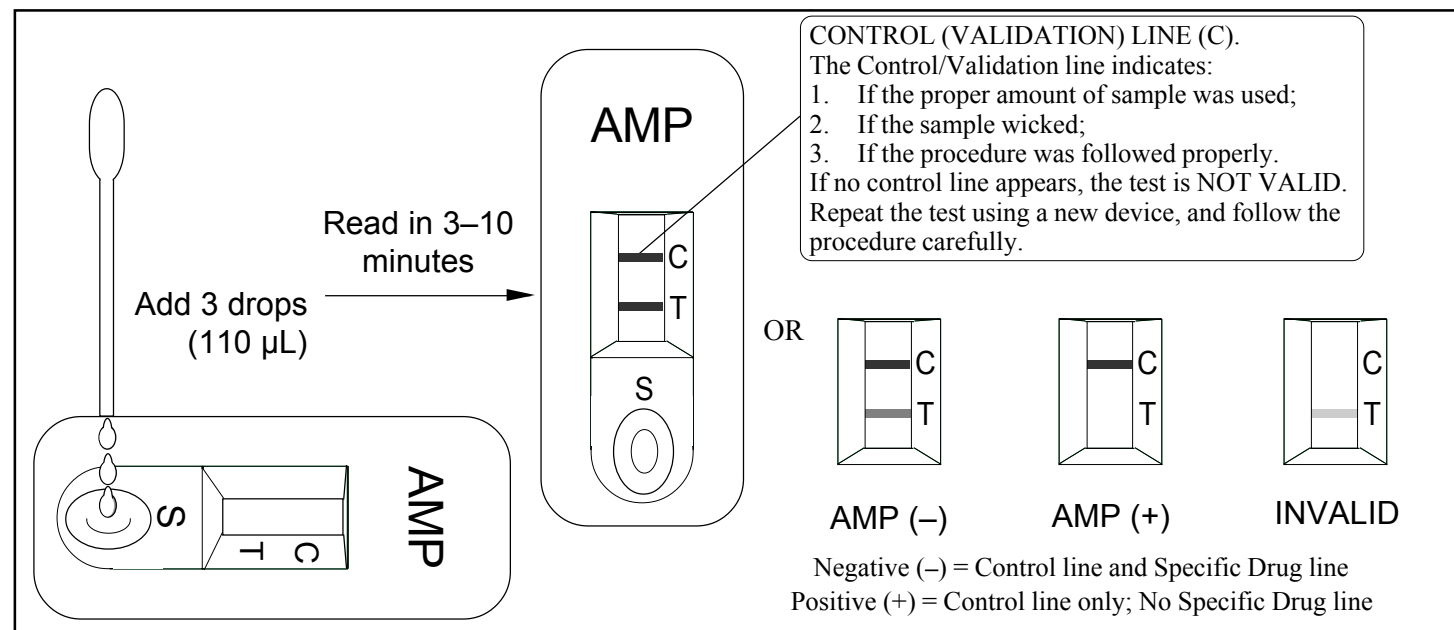 CONTROL (VALIDATION) LINE (C).
The Control/Validation line indicates:
1. If the proper amount of sample was used;
2. If the sample wicked;
3. If the procedure was followed properly.
If no control line appears, the test is NOT VALID.
Repeat the test using a new device, and follow the
procedure carefully.
AMP
C
T
S
Read in 3–10
minutes
Add 3 drops
(110 µL)
S
T
C
AMP
OR
C
T
AMP (–)
C
T
AMP (+)
C
T
INVALID
Negative (–) = Control line and Specific Drug line
Positive (+) = Control line only; No Specific Drug line